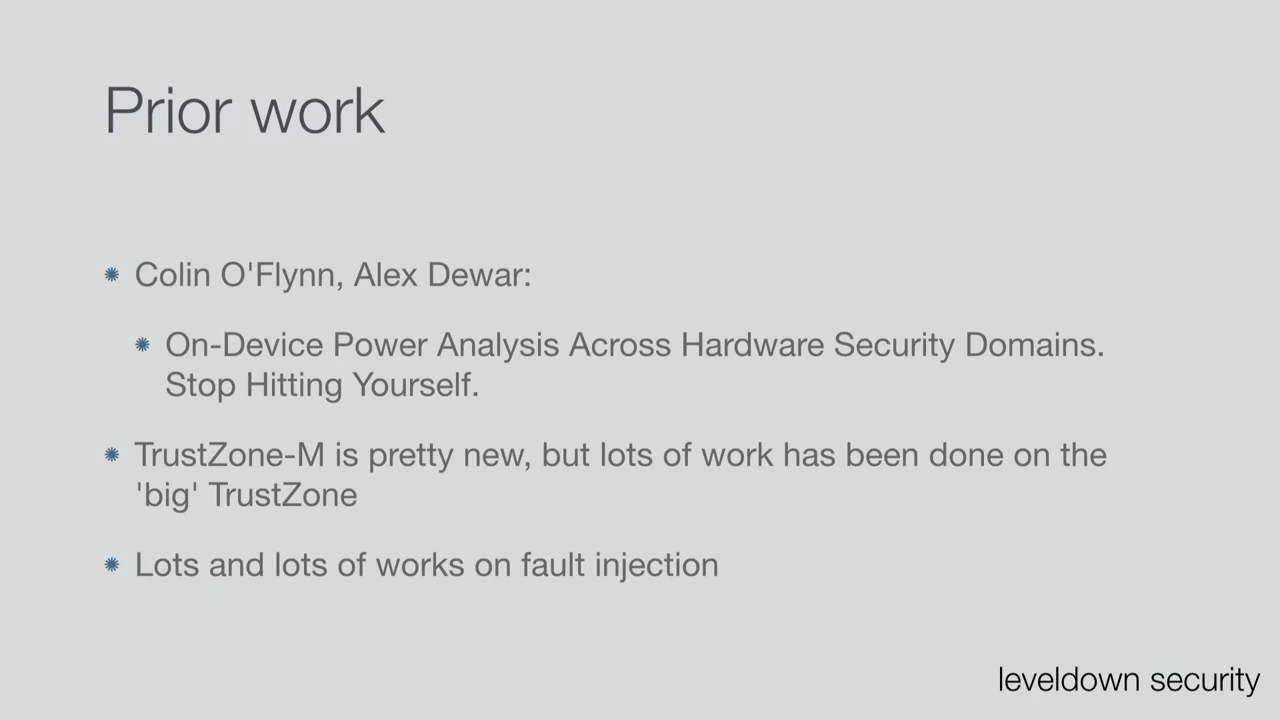 Prior work
Colin O'Flynn, Alex Dewar:
On-Device Power Analysis Across Hardware Security Domains.
Stop Hitting Yourself.
TrustZone-M is pretty new, but lots of work has been done on the
'big' TrustZone
Lots and lots of works on fault injection
leveldown security